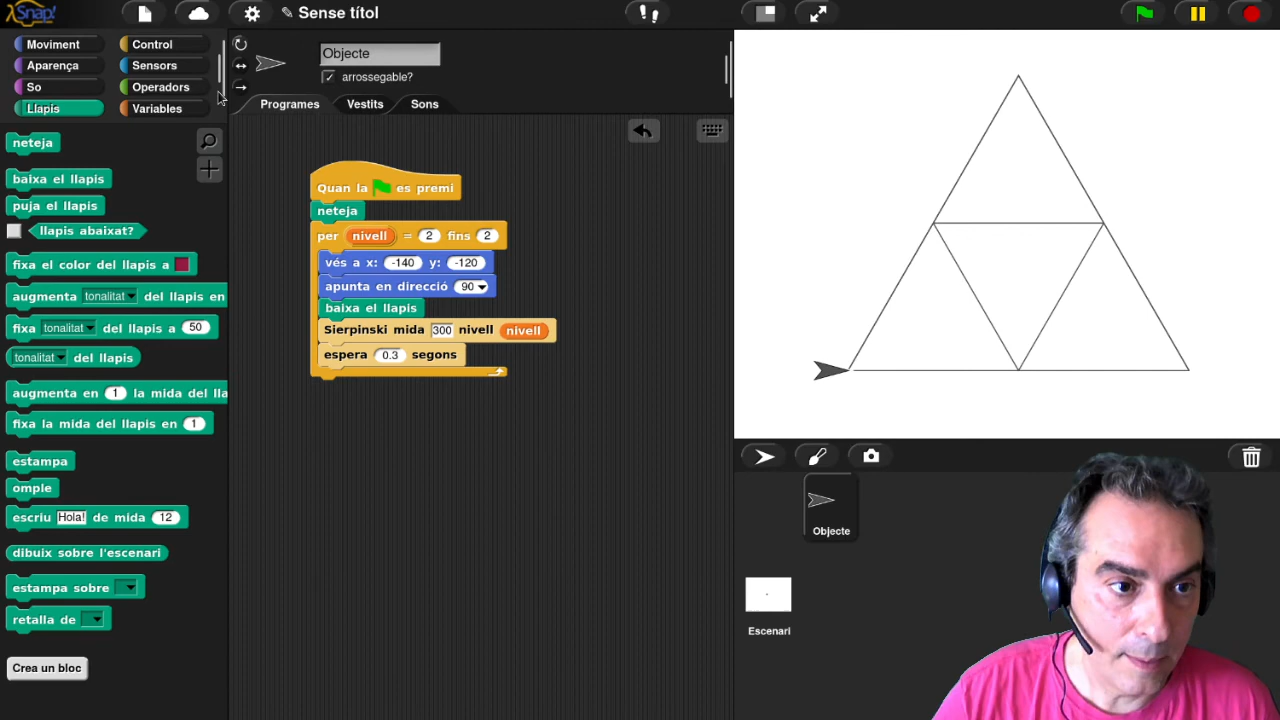 Snap!
Sense títol
Moviment
Control
Aparença
Sensors
So
Operadors
Llapis
Variables
Objecte
arrossegable?
Programes
Vestits
Sons
neteja
baixa el llapis
puja el llapis
llapis abaixat?
fixa el color del llapis a
augmenta tonalitat del llapis en
fixa tonalitat del llapis a 50
tonalitat del llapis
augmenta en 1 la mida del lla
fixa la mida del llapis en 1
estampa
omple
escriu Hola! de mida 12
dibuix sobre l'escenari
estampa sobre
retalla de
Crea un bloc
Quan la es premi
neteja
per nivell = 2 fins 2
vés a x: -140 y: -120
apunta en direcció 90
baixa el llapis
Sierpinski mida 300 nivell nivell
espera 0.3 segons
Objecte
Escenari